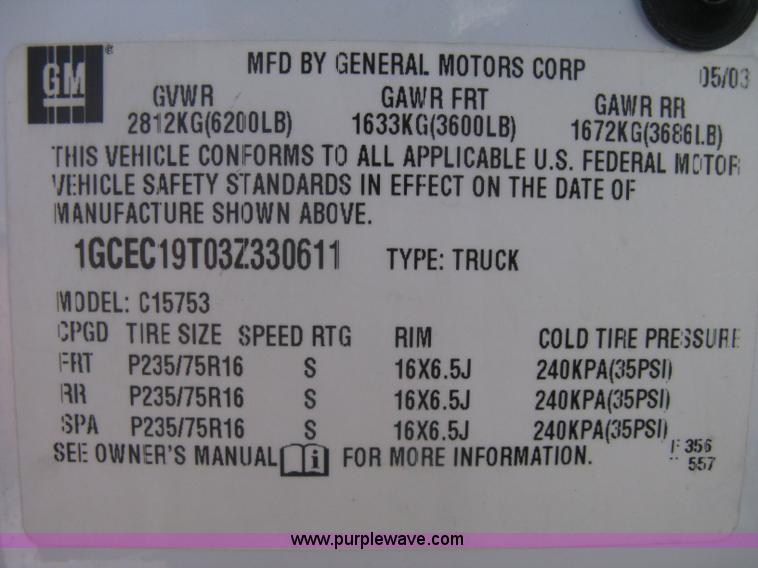 GM ® MFD BY GENERAL MOTORS CORP 05/03
GVWR GAWR FRT GAWR RR
2812KG(6200LB) 1633KG(3600LB) 1672KG(3686LB)
THIS VEHICLE CONFORMS TO ALL APPLICABLE U.S. FEDERAL MOTOR
VEHICLE SAFETY STANDARDS IN EFFECT ON THE DATE OF
MANUFACTURE SHOWN ABOVE.
1GCEC19T03Z330611 TYPE: TRUCK
MODEL: C15753
CPGD TIRE SIZE SPEED RTG RIM COLD TIRE PRESSURE
FRT P235/75R16 S 16X6.5J 240KPA(35PSI)
RR P235/75R16 S 16X6.5J 240KPA(35PSI)
SPA P235/75R16 S 16X6.5J 240KPA(35PSI)
SEE OWNER'S MANUAL i FOR MORE INFORMATION.
356
557
www.purplewave.com